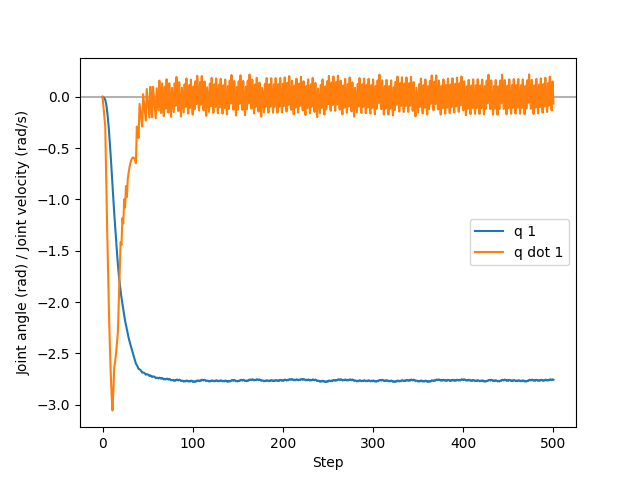 Joint angle (rad) / Joint velocity (rad/s)
0.0
−0.5
−1.0
−1.5
−2.0
−2.5
−3.0
q 1
q dot 1
0 100 200 300 400 500
Step